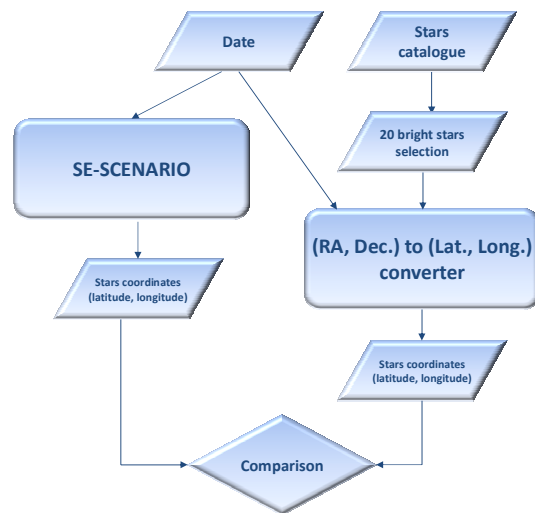 Date
Stars
catalogue
20 bright stars
selection
SE-SCENARIO
(RA, Dec.) to (Lat., Long.)
converter
Stars coordinates
(latitude, longitude)
Stars coordinates
(latitude, longitude)
Comparison